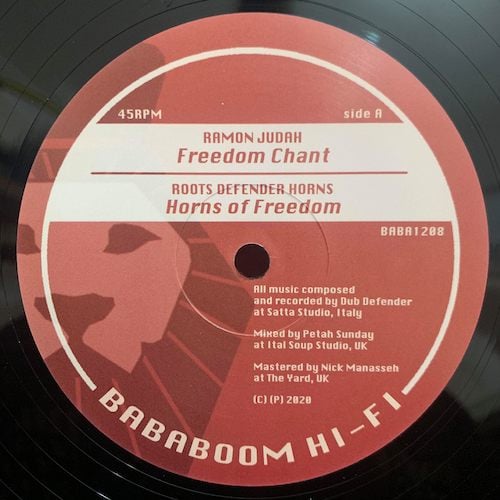 45RPM
side A
RAMON JUDAH
Freedom Chant
ROOTS DEFENDER HORNS
Horns of Freedom
BABA1208
All music composed
and recorded by Dub Defender
at Satta Studio, Italy
Mixed by Petah Sunday
at Ital Soup Studio, UK
Mastered by Nick Manasseh
at The Yard, UK
(C) (P) 2020
BABABOOM HI-FI